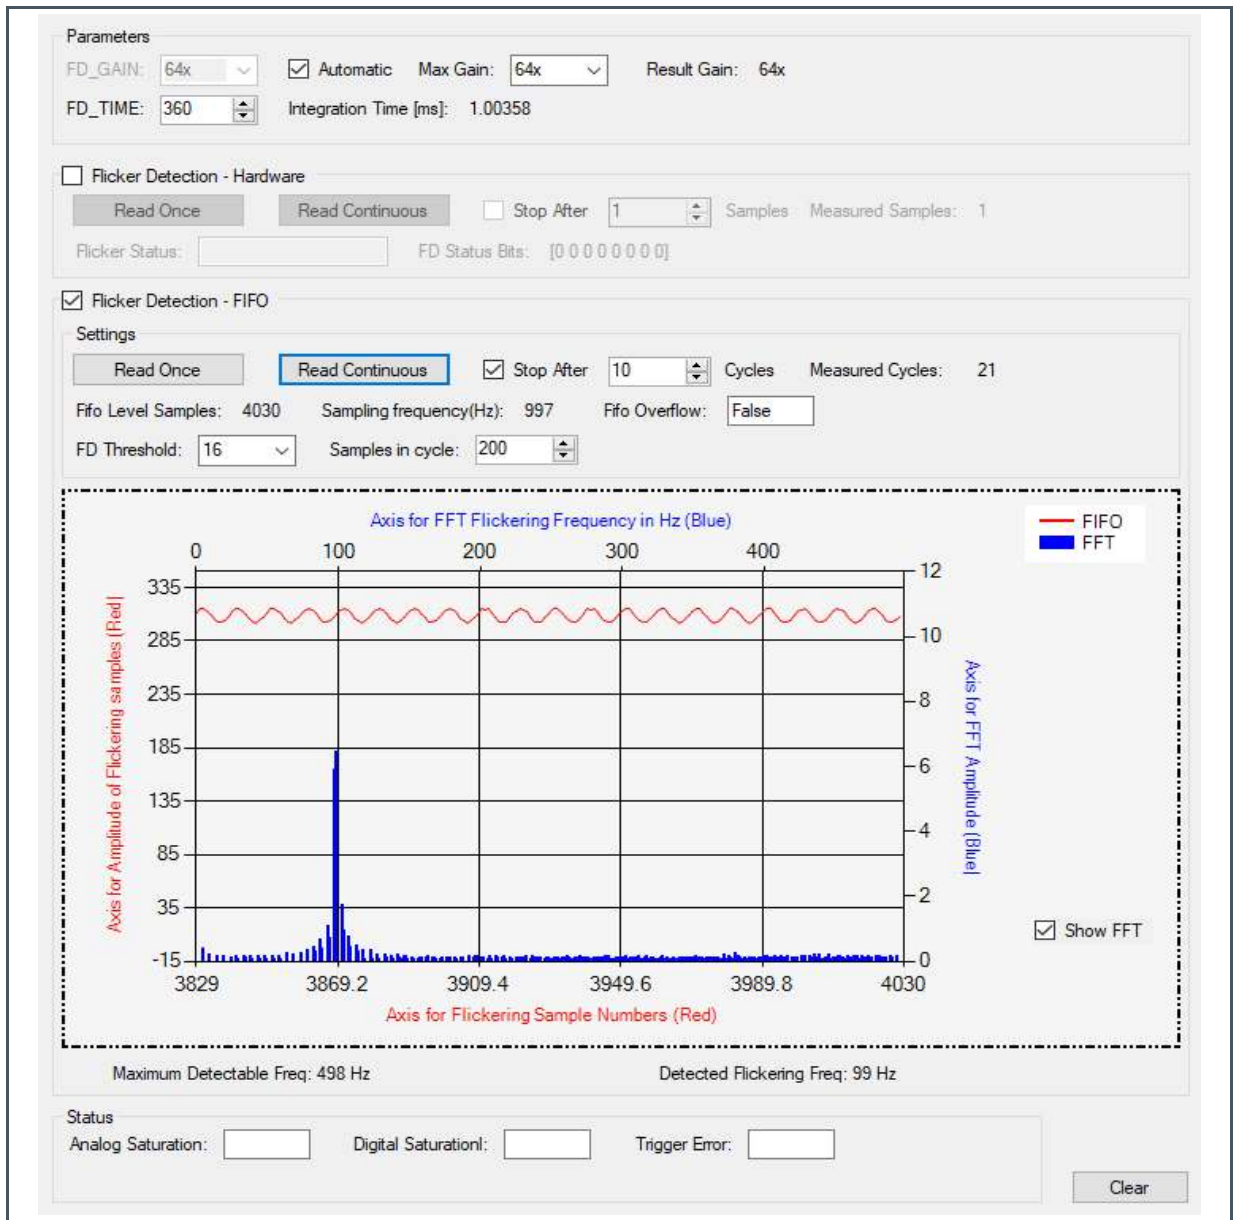 Parameters
FD_GAIN: 64x Automatic Max Gain: 64x Result Gain: 64x
FD_TIME: 360 Integration Time [ms]: 1.00358
Flicker Detection - Hardware
Read Once Read Continuous Stop After 1 Samples Measured Samples: 1
Flicker Status: FD Status Bits: [0 0 0 0 0 0 0 0]
Flicker Detection - FIFO
Settings
Read Once Read Continuous Stop After 10 Cycles Measured Cycles: 21
Fifo Level Samples: 4030 Sampling frequency(Hz): 997 Fifo Overflow: False
FD Threshold: 16 Samples in cycle: 200
Axis for FFT Flickering Frequency in Hz (Blue)
FIFO
FFT
0 100 200 300 400
12
10
8
6
4
2
0
335
285
235
185
135
85
35
-15
Axis for Amplitude of Flickering samples (Red|
Axis for FFT Amplitude (Blue|
Show FFT
3829 3869.2 3909.4 3949.6 3989.8 4030
Axis for Flickering Sample Numbers (Red)
Maximum Detectable Freq: 498 Hz Detected Flickering Freq: 99 Hz
Status
Analog Saturation: Digital Saturationl: Trigger Error:
Clear